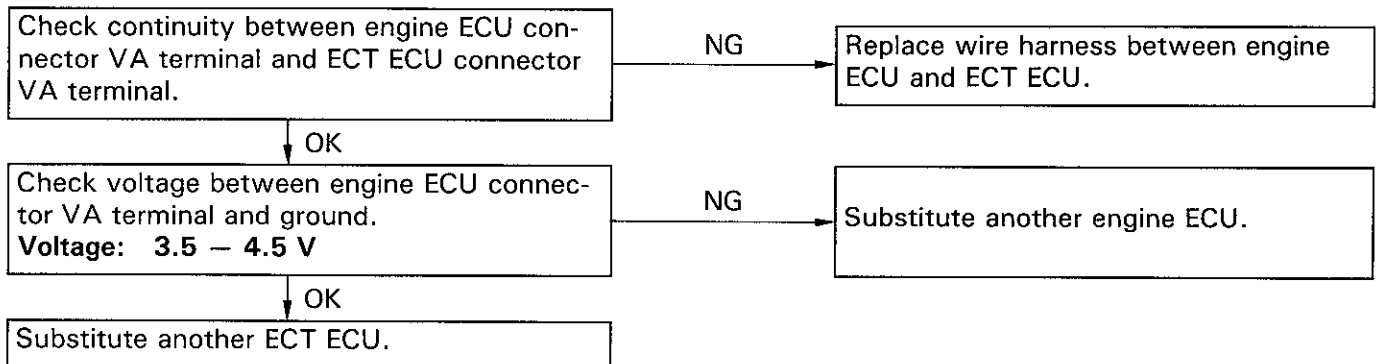 Check continuity between engine ECU con-
nector VA terminal and ECT ECU connector
VA terminal.
NG
Replace wire harness between engine
ECU and ECT ECU.
OK
Check voltage between engine ECU connec-
tor VA terminal and ground.
Voltage: 3.5 — 4.5 V
NG
Substitute another engine ECU.
OK
Substitute another ECT ECU.